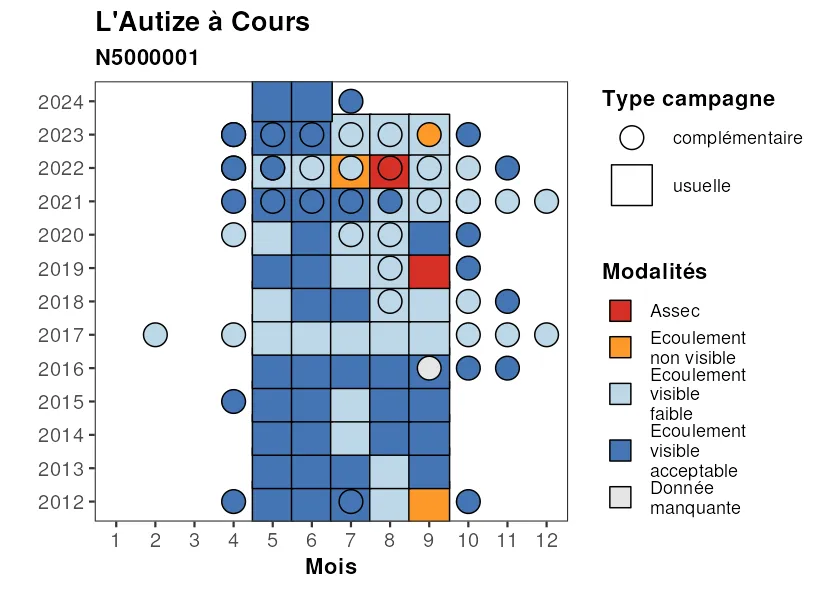 L'Autize à Cours
N5000001
2024
2023
2022
2021
2020
2019
2018
2017
2016
2015
2014
2013
2012
1 2 3 4 5 6 7 8 9 10 11 12
Mois
Type campagne
complémentaire
usuelle
Modalités
Assec
Ecoulement
non visible
Ecoulement
visible
faible
Ecoulement
visible
acceptable
Donnée
manquante